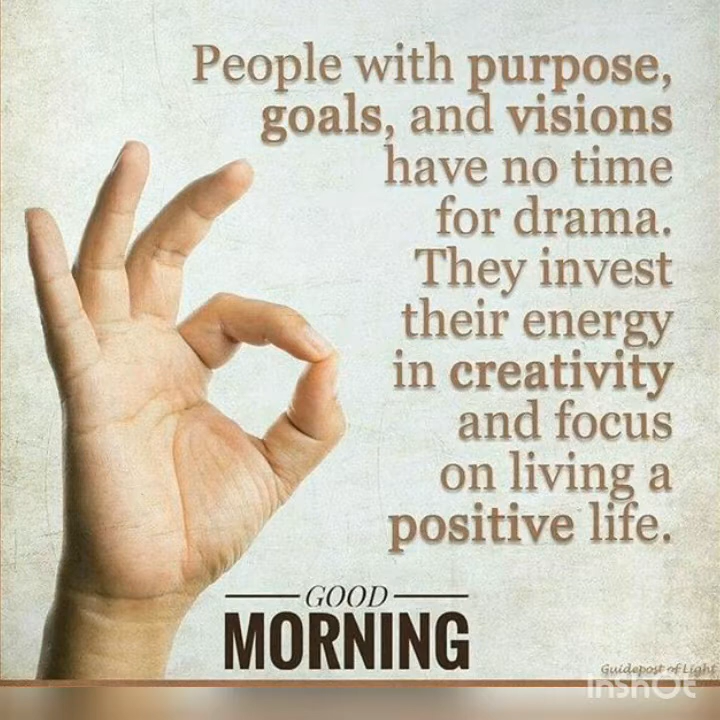 People with purpose,
goals, and visions
have no time
for drama.
They invest
their energy
in creativity
and focus
on living a
positive life.
GOOD
MORNING
Guidepost of Light
InShOt